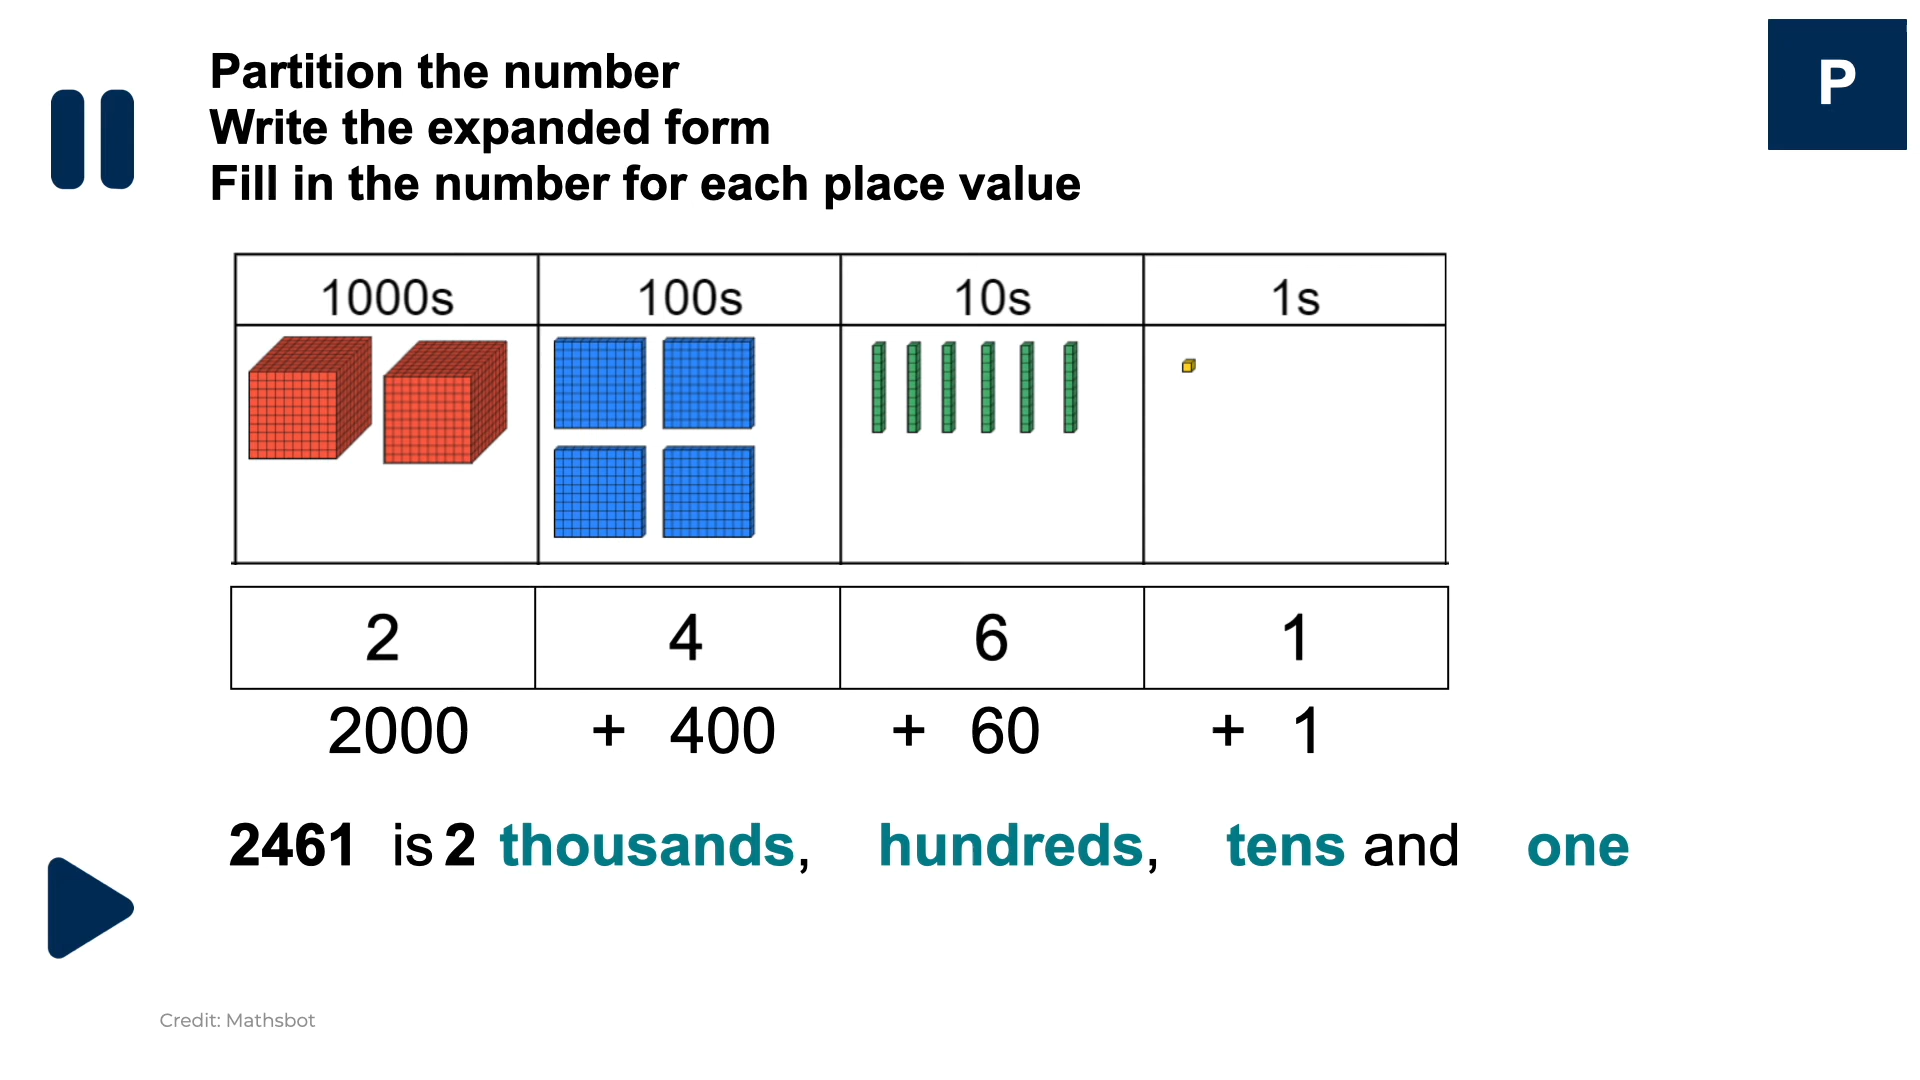 Partition the number
Write the expanded form
Fill in the number for each place value
P
1000s 100s 10s 1s
2 4 6 1
2000 + 400 + 60 + 1
2461 is 2 thousands, hundreds, tens and one
Credit: Mathsbot